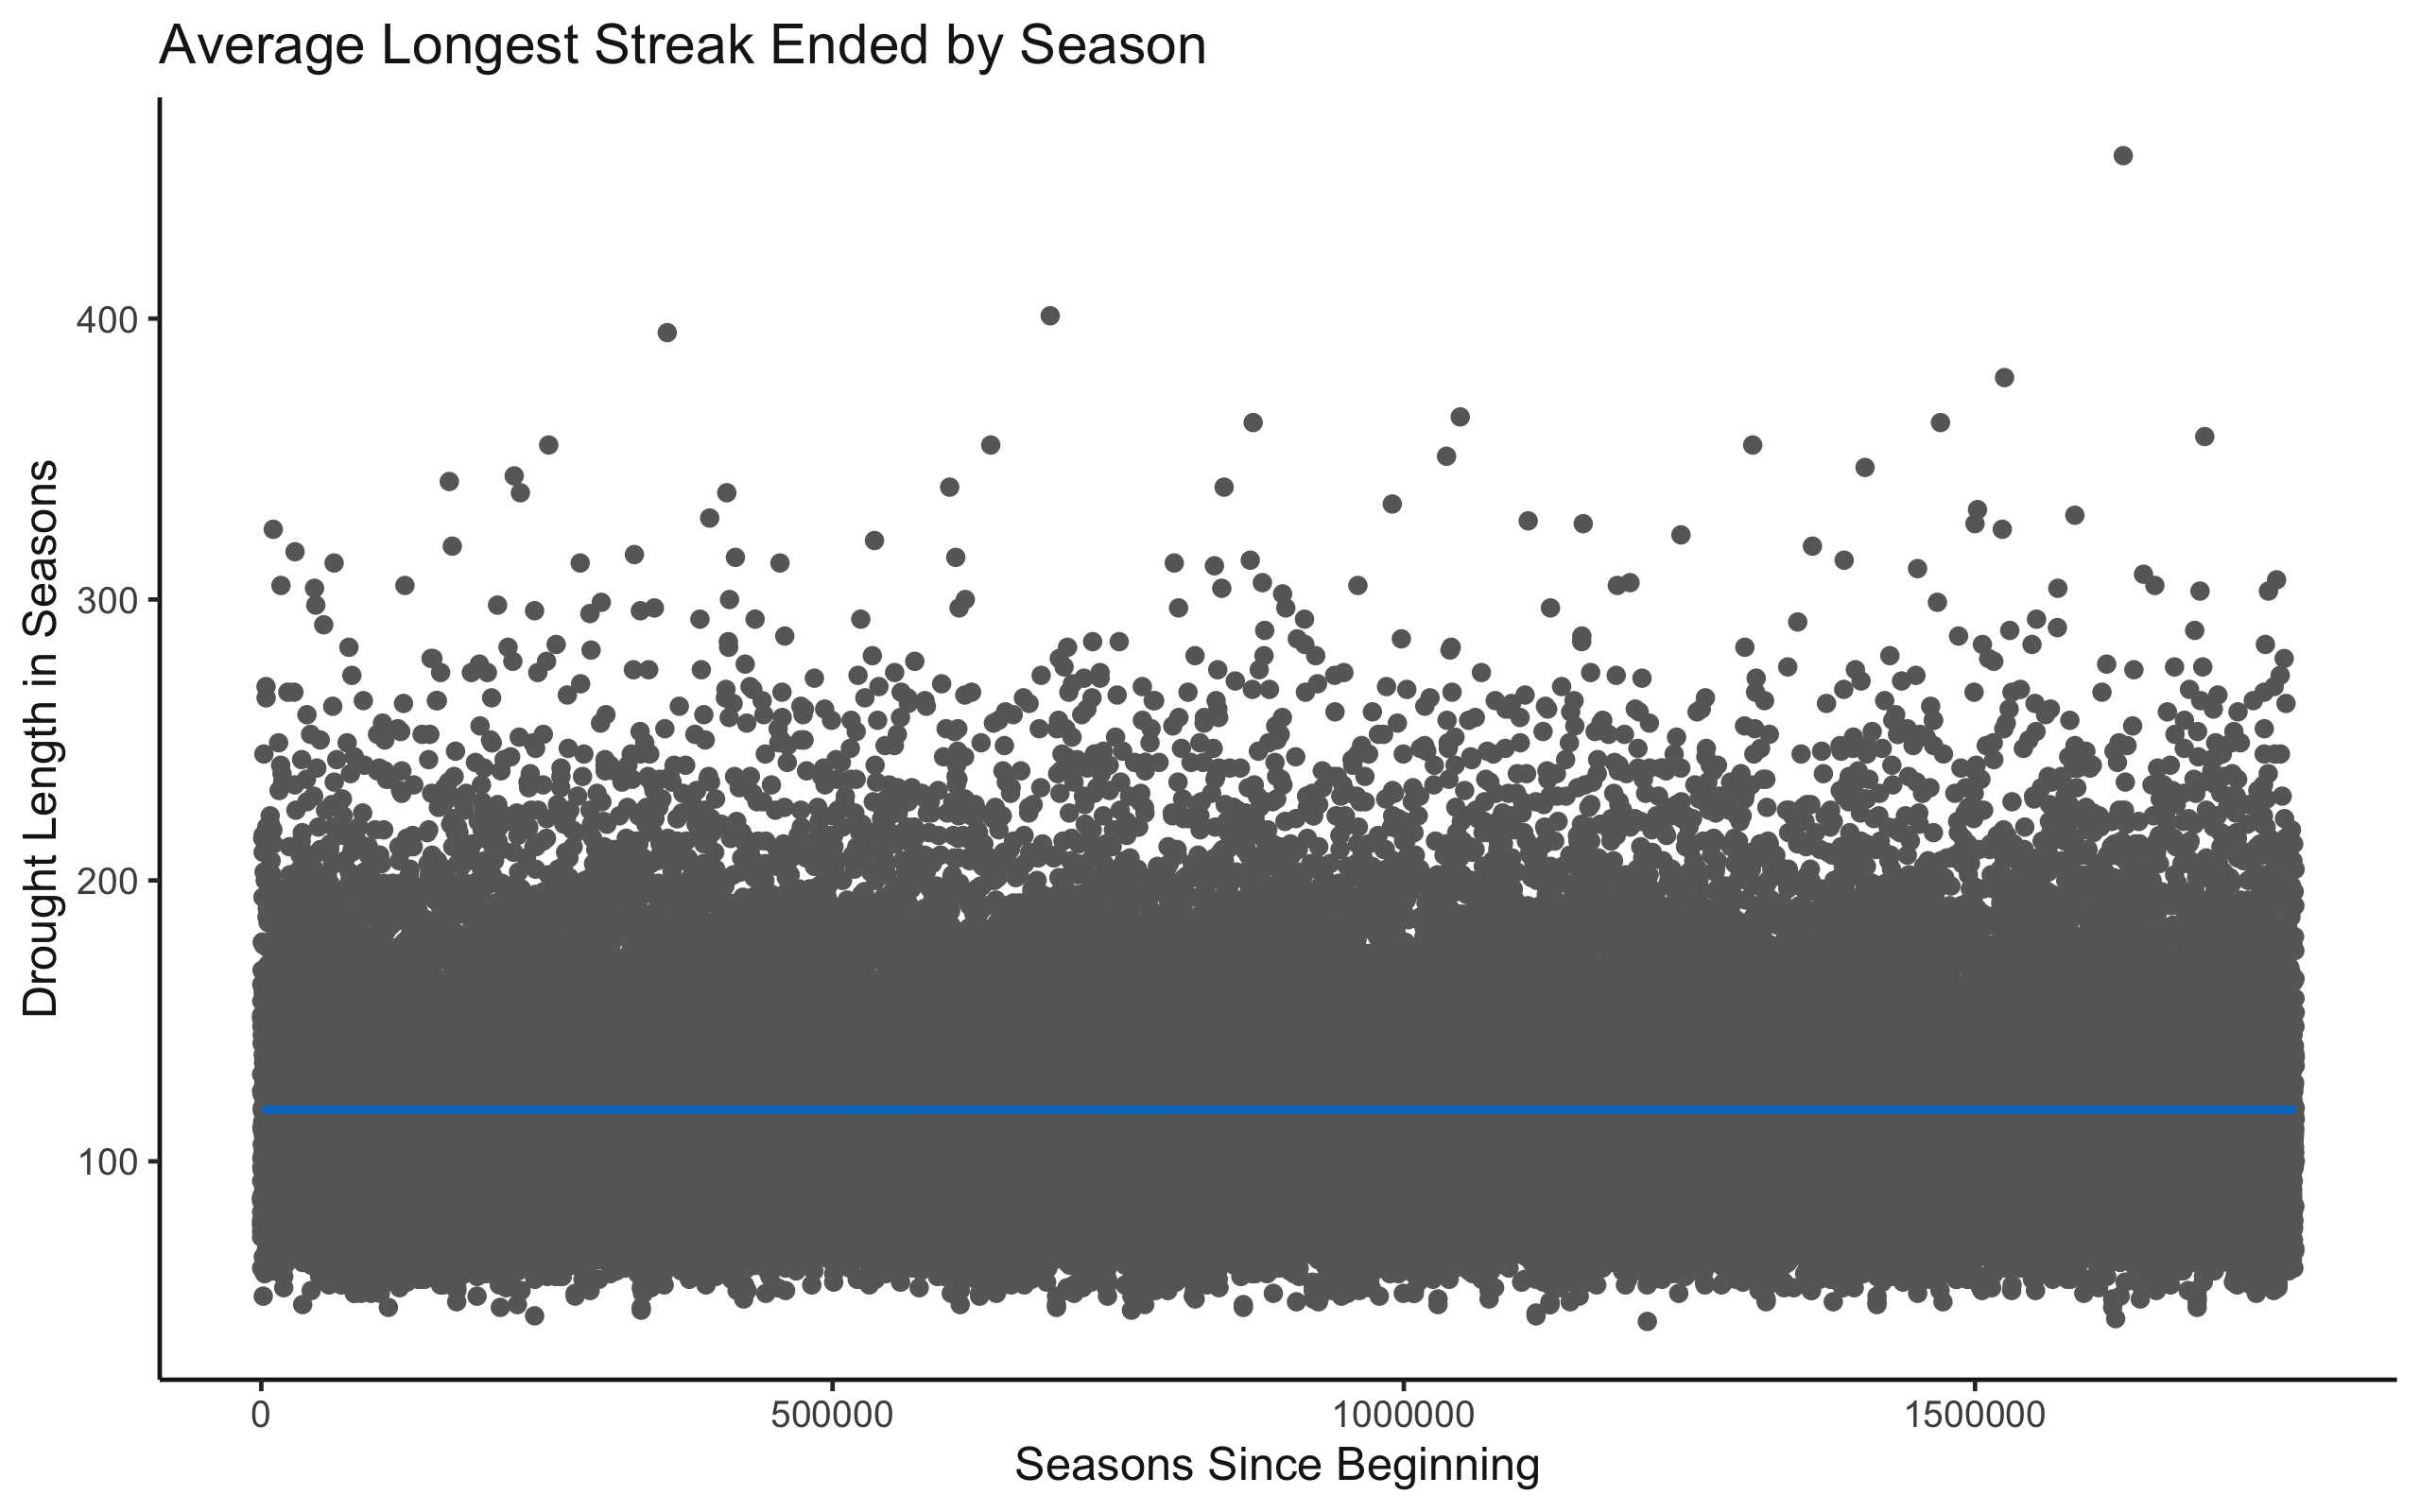 Average Longest Streak Ended by Season
Drought Length in Seasons
400
300
200
100
0
500000
1000000
1500000
Seasons Since Beginning